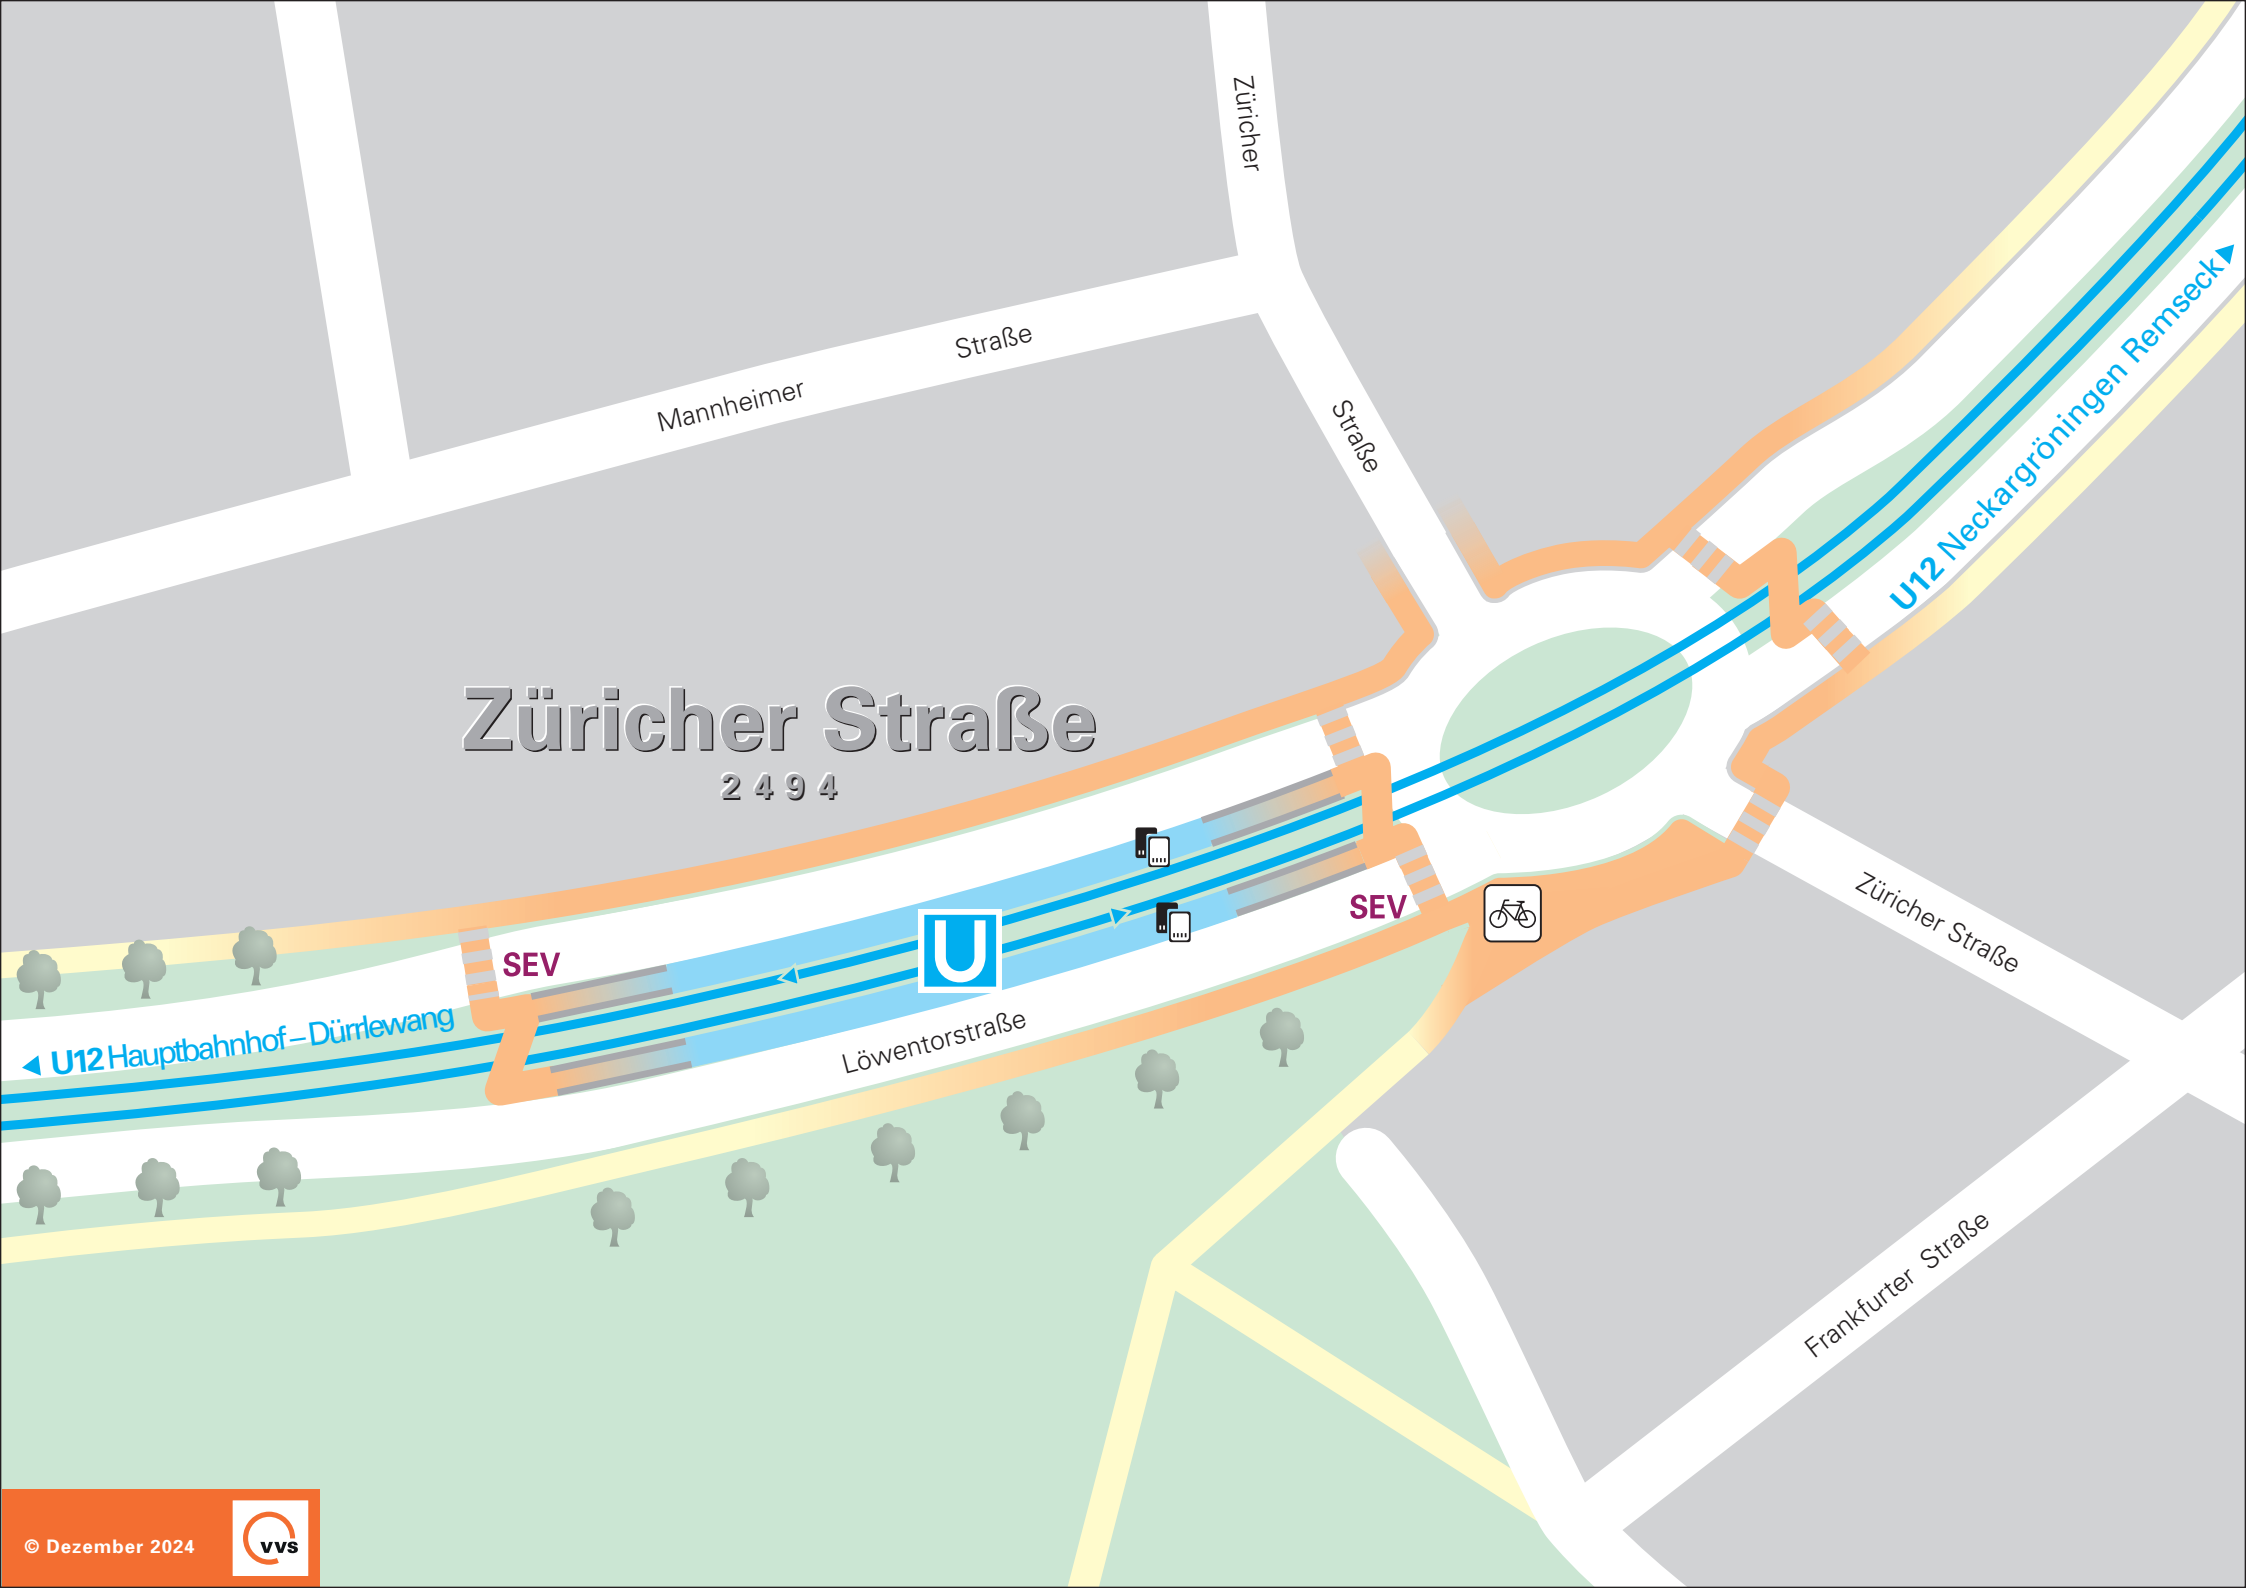 Züricher
Straße
Mannheimer Straße
Züricher Straße
2494
U12 Neckargröningen Remseck
SEV
SEV
U
U12 Hauptbahnhof – Dürrlewang
Löwentorstraße
Züricher Straße
Frankfurter Straße
© Dezember 2024
vvs